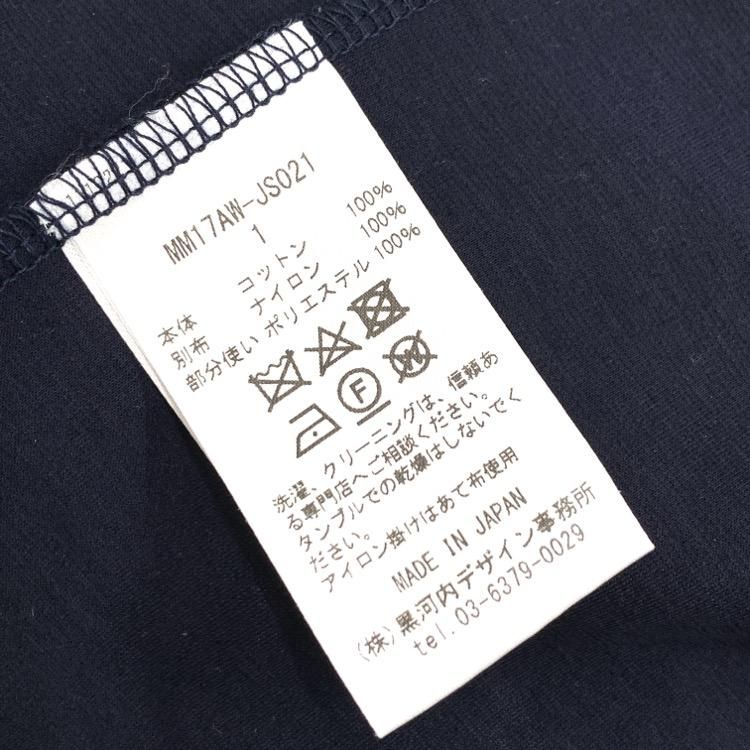 MM17AW-JS021
1
本体 コットン 100%
別布 ナイロン 100%
部分使い ポリエステル 100%
W
F
洗濯、クリーニングは、信頼あ
る専門店へご相談ください。
タンブルでの乾燥はしないでく
ださい。
アイロン掛けはあて布使用
MADE IN JAPAN
(株)黒河内デザイン事務所
tel.03-6379-0029